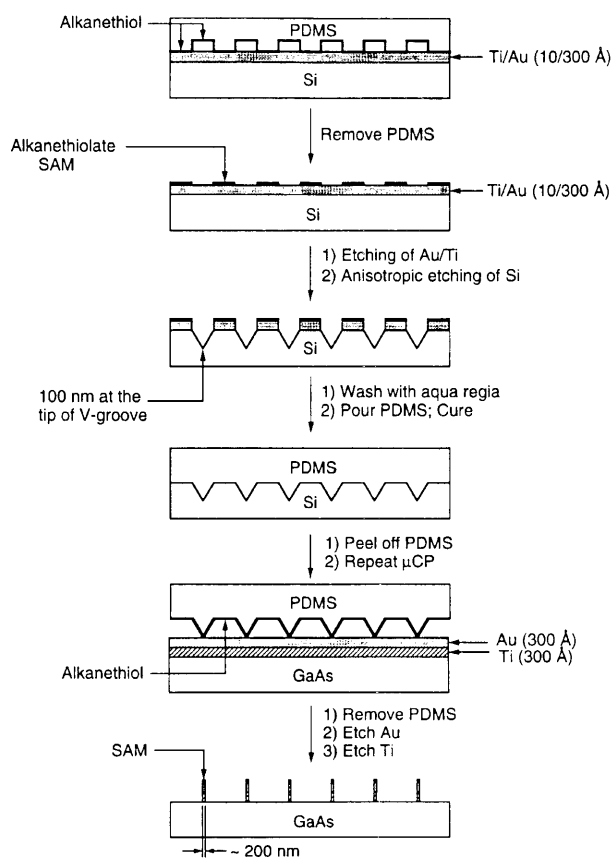 Alkanethiol
PDMS
Ti/Au (10/300 Å)
Si
Remove PDMS
Alkanethiolate
SAM
Ti/Au (10/300 Å)
Si
1) Etching of Au/Ti
2) Anisotropic etching of Si
Si
100 nm at the
tip of V-groove
1) Wash with aqua regia
2) Pour PDMS; Cure
PDMS
Si
1) Peel off PDMS
2) Repeat μCP
PDMS
Au (300 Å)
Ti (300 Å)
Alkanethiol
GaAs
1) Remove PDMS
2) Etch Au
3) Etch Ti
SAM
GaAs
~ 200 nm